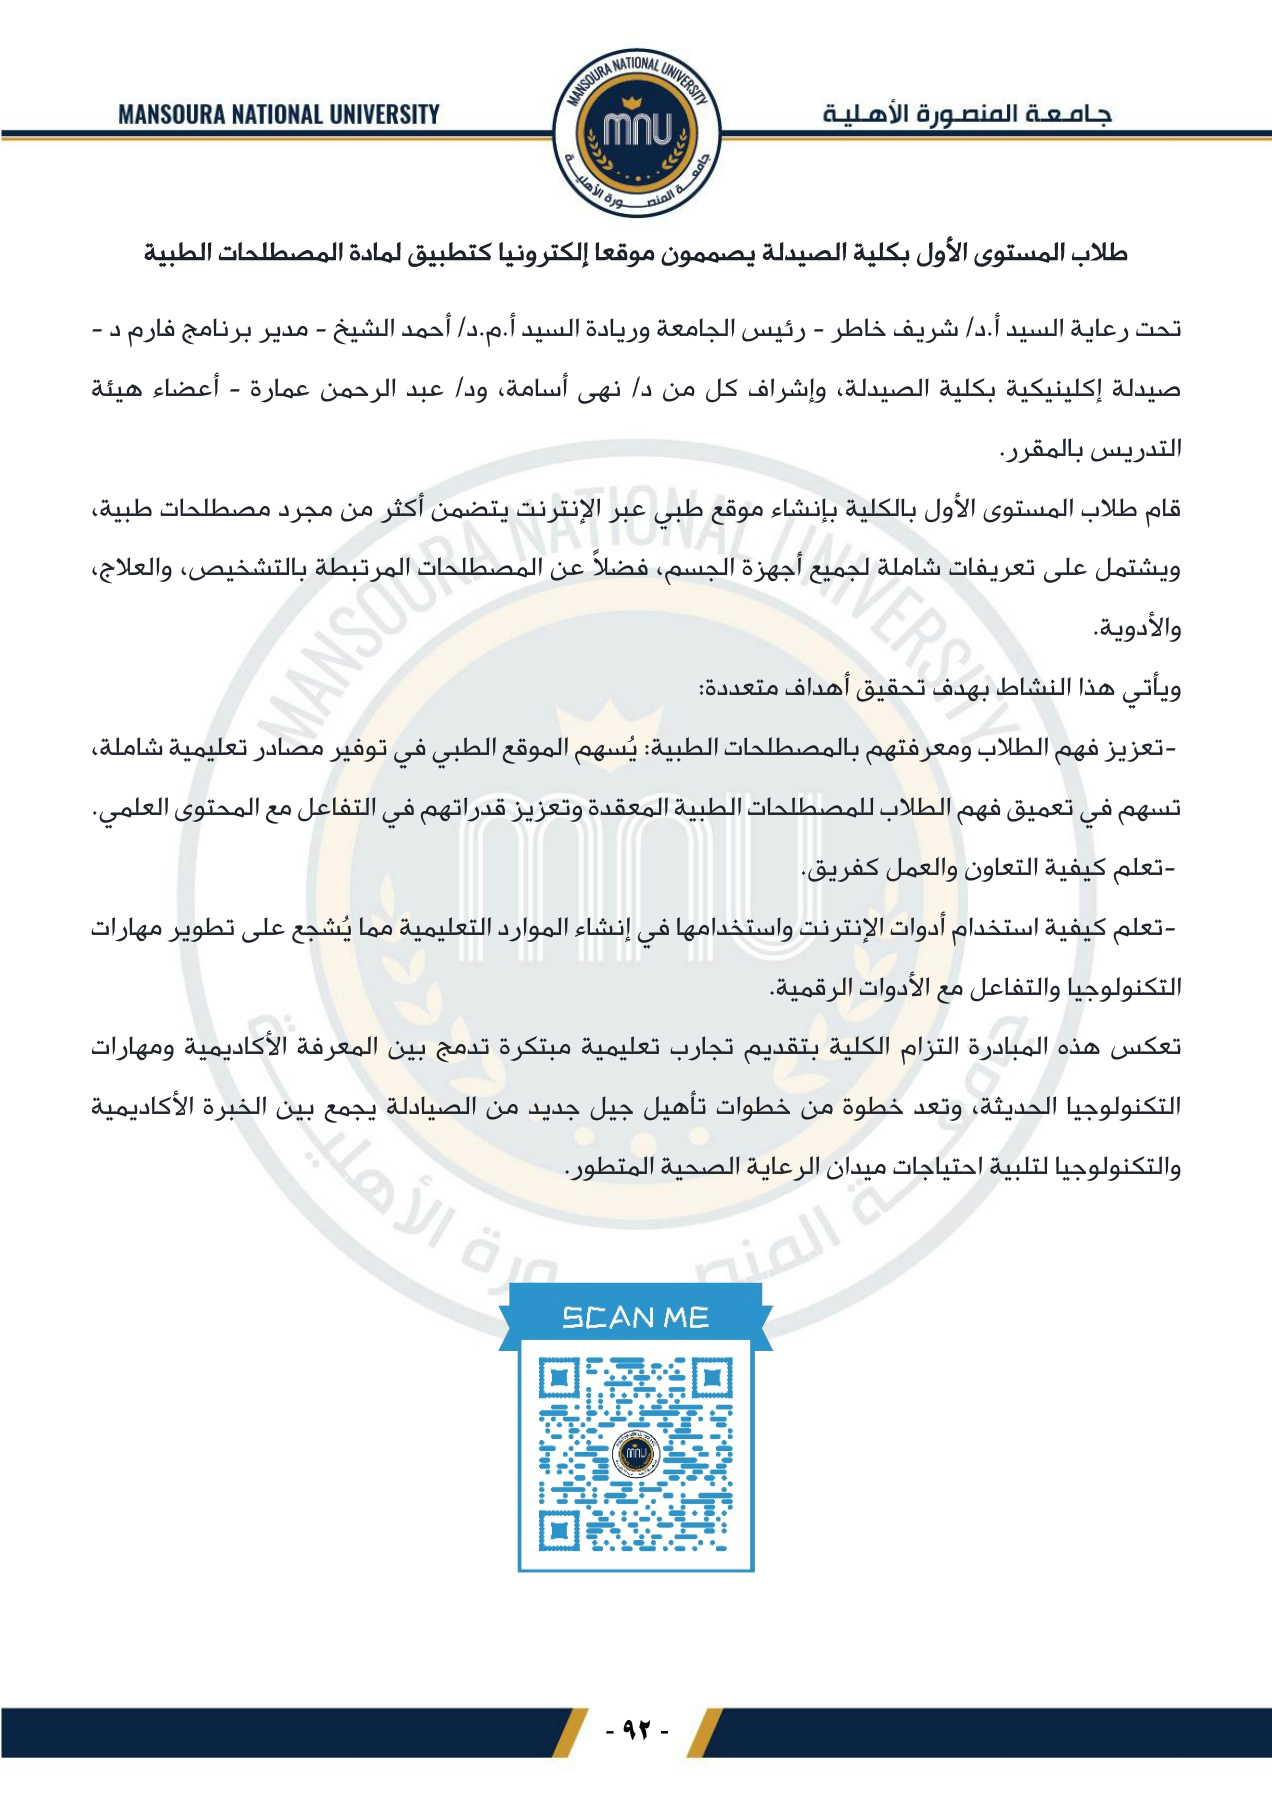 MANSOURA NATIONAL UNIVERSITY
جامعة المنصورة الأهلية
MANSOURA NATIONAL UNIVERSITY
mnu
جامعة المنصورة الأهلية
طلاب المستوى الأول بكلية الصيدلة يصممون موقعا إلكترونيا كتطبيق لمادة المصطلحات الطبية
تحت رعاية السيد أ.د/ شريف خاطر - رئيس الجامعة وريادة السيد أ.م.د/ أحمد الشيخ - مدير برنامج فارم د -
صيدلة إكلينيكية بكلية الصيدلة، وإشراف كل من د/ نهى أسامة، ود/ عبد الرحمن عمارة - أعضاء هيئة
التدريس بالمقرر.
قام طلاب المستوى الأول بالكلية بإنشاء موقع طبي عبر الإنترنت يتضمن أكثر من مجرد مصطلحات طبية،
ويشتمل على تعريفات شاملة لجميع أجهزة الجسم، فضلاً عن المصطلحات المرتبطة بالتشخيص، والعلاج،
والأدوية.
ويأتي هذا النشاط بهدف تحقيق أهداف متعددة:
-تعزيز فهم الطلاب ومعرفتهم بالمصطلحات الطبية: يُسهم الموقع الطبي في توفير مصادر تعليمية شاملة،
تسهم في تعميق فهم الطلاب للمصطلحات الطبية المعقدة وتعزيز قدراتهم في التفاعل مع المحتوى العلمي.
-تعلم كيفية التعاون والعمل كفريق.
-تعلم كيفية استخدام أدوات الإنترنت واستخدامها في إنشاء الموارد التعليمية مما يُشجع على تطوير مهارات
التكنولوجيا والتفاعل مع الأدوات الرقمية.
تعكس هذه المبادرة التزام الكلية بتقديم تجارب تعليمية مبتكرة تدمج بين المعرفة الأكاديمية ومهارات
التكنولوجيا الحديثة، وتعد خطوة من خطوات تأهيل جيل جديد من الصيادلة يجمع بين الخبرة الأكاديمية
والتكنولوجيا لتلبية احتياجات ميدان الرعاية الصحية المتطور.
SCAN ME
- ٩٢ -